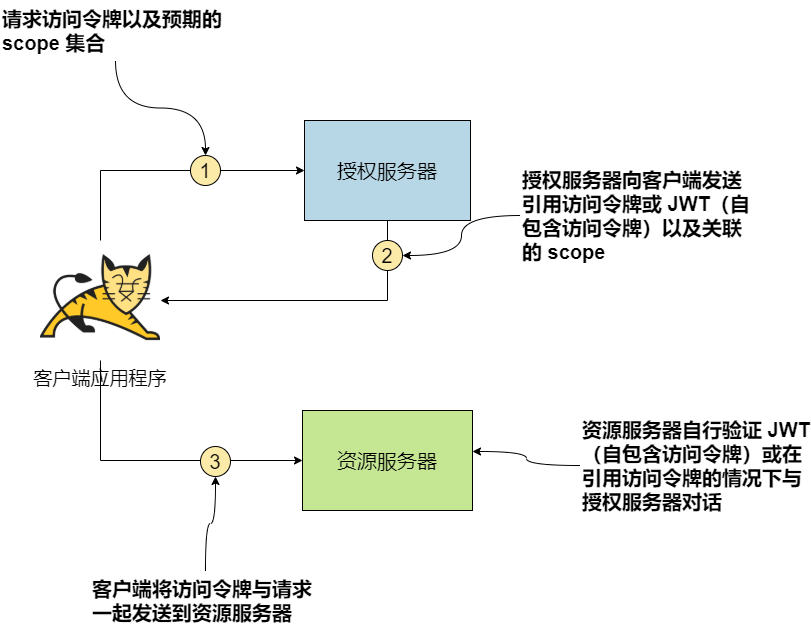 请求访问令牌以及预期的
scope 集合
1
授权服务器
授权服务器向客户端发送
引用访问令牌或 JWT（自
包含访问令牌）以及关联
的 scope
2
客户端应用程序
3
资源服务器
资源服务器自行验证 JWT
（自包含访问令牌）或在
引用访问令牌的情况下与
授权服务器对话
客户端将访问令牌与请求
一起发送到资源服务器